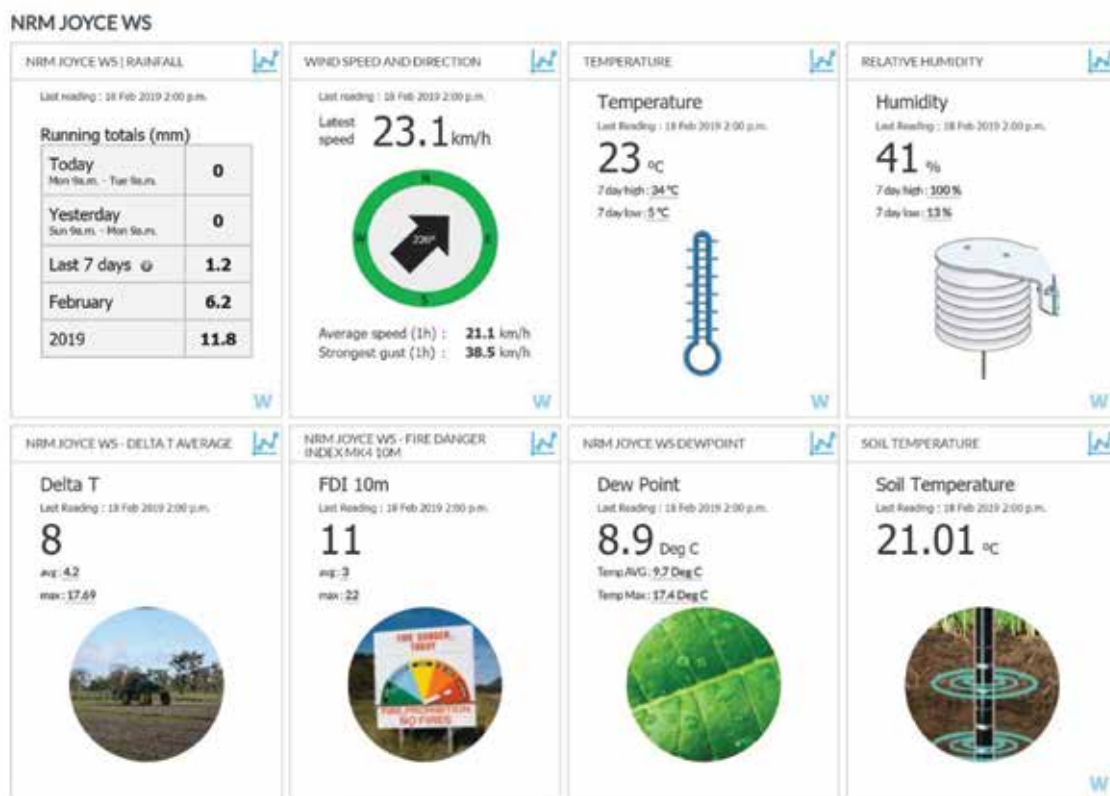 NRM JOYCE WS
NRM JOYCE WS | RAINFALL
Last reading : 18 Feb 2019 2:00 p.m.
Running totals (mm)
Today 0
Mon 9a.m. - Tue 9a.m.
Yesterday 0
Sun 9a.m. - Mon 9a.m.
Last 7 days 1.2
February 6.2
2019 11.8
W
WIND SPEED AND DIRECTION
Last reading : 18 Feb 2019 2:00 p.m.
Latest speed 23.1 km/h
N
W E
S
Average speed (1h) : 21.1 km/h
Strongest gust (1h) : 38.5 km/h
W
TEMPERATURE
Temperature
Last Reading : 18 Feb 2019 2:00 p.m.
23 °C
7 day high : 34 °C
7 day low : 5 °C
W
RELATIVE HUMIDITY
Humidity
Last Reading : 18 Feb 2019 2:00 p.m.
41 %
7 day high : 100 %
7 day low : 13 %
W
NRM JOYCE WS - DELTA T AVERAGE
Delta T
Last Reading : 18 Feb 2019 2:00 p.m.
8
avg : 4.2
max : 17.69
NRM JOYCE WS - FIRE DANGER
INDEX MK4 10M
FDI 10m
Last Reading : 18 Feb 2019 2:00 p.m.
11
avg : 3
max : 22
FIRE DANGER
TODAY
FIRE PROHIBITION
NO FIRES
NRM JOYCE WS DEWPOINT
Dew Point
Last Reading : 18 Feb 2019 2:00 p.m.
8.9 Deg C
Temp AVG : 9.7 Deg C
Temp Max : 17.4 Deg C
SOIL TEMPERATURE
Soil Temperature
Last Reading : 18 Feb 2019 2:00 p.m.
21.01 °C
W